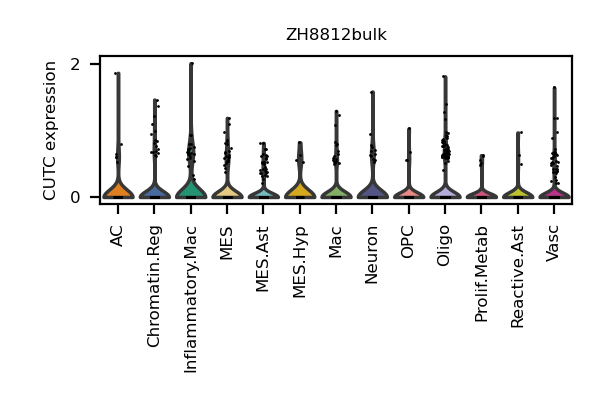 ZH8812bulk
CUTC expression
2
0
AC
Chromatin.Reg
Inflammatory.Mac
MES
MES.Ast
MES.Hyp
Mac
Neuron
OPC
Oligo
Prolif.Metab
Reactive.Ast
Vasc